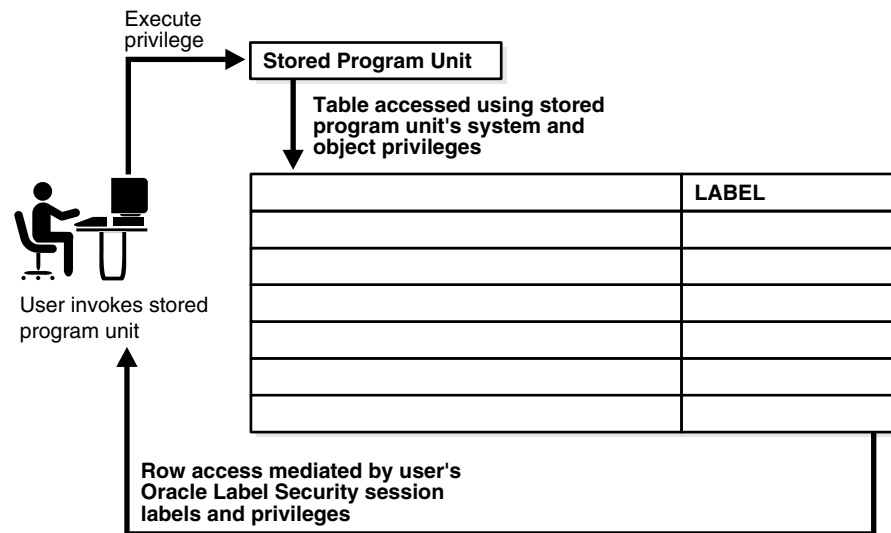 Execute
privilege
Stored Program Unit
Table accessed using stored
program unit's system and
object privileges
LABEL
User invokes stored
program unit
Row access mediated by user's
Oracle Label Security session
labels and privileges